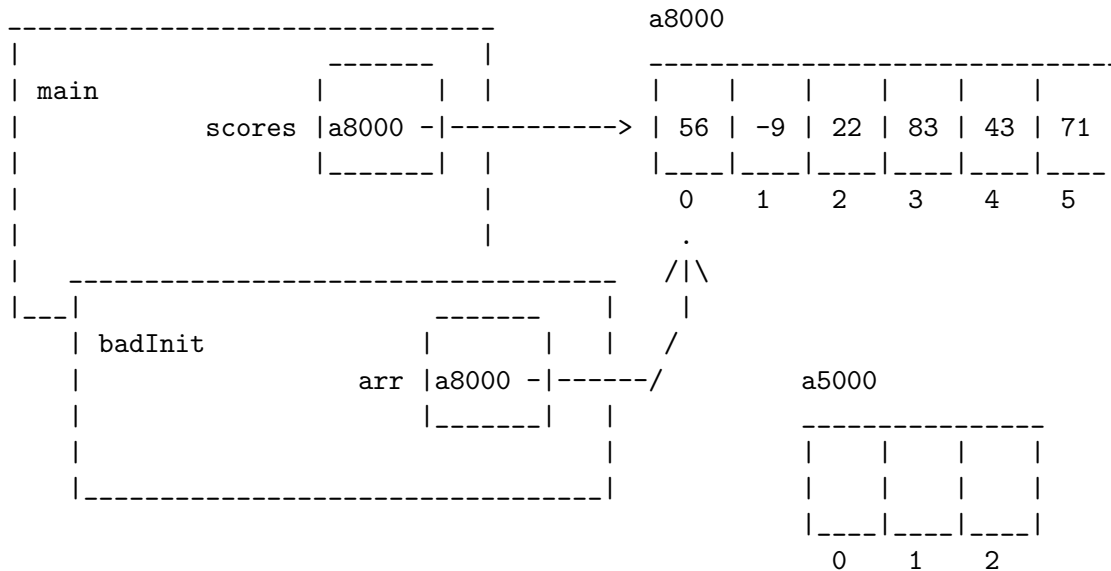 a8000
main
scores a8000 56 -9 22 83 43 71
0 1 2 3 4 5
badInit
arr a8000 a5000
0 1 2